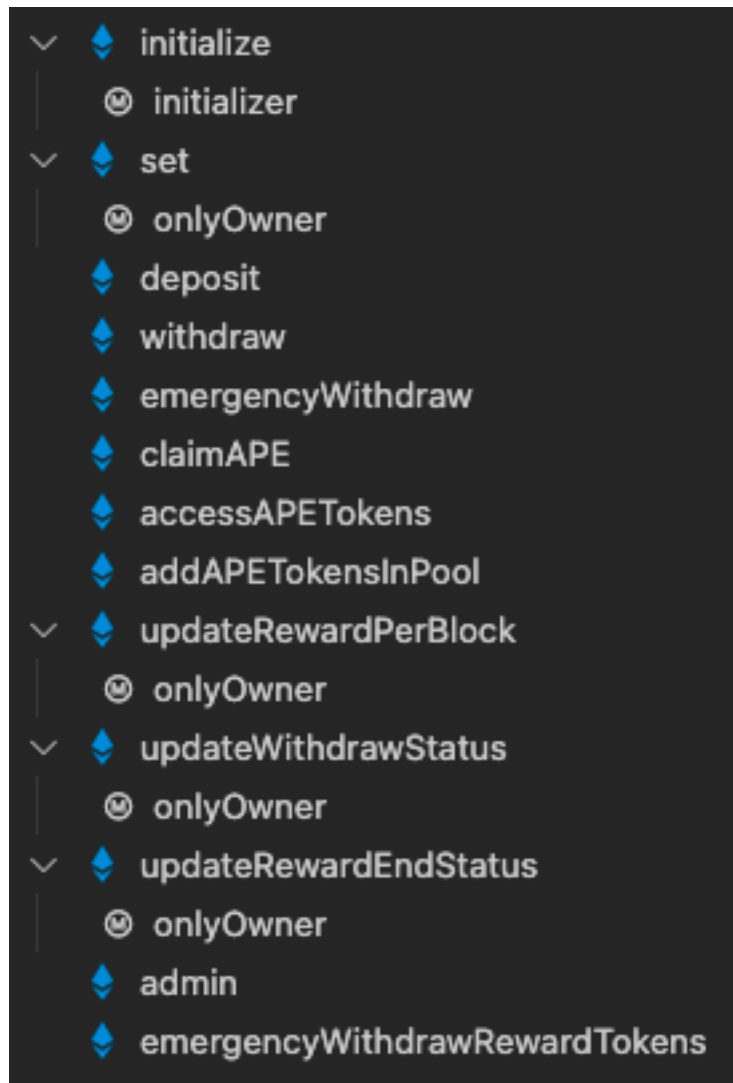 initialize
initializer
set
onlyOwner
deposit
withdraw
emergencyWithdraw
claimAPE
accessAPETokens
addAPETokensInPool
updateRewardPerBlock
onlyOwner
updateWithdrawStatus
onlyOwner
updateRewardEndStatus
onlyOwner
admin
emergencyWithdrawRewardTokens